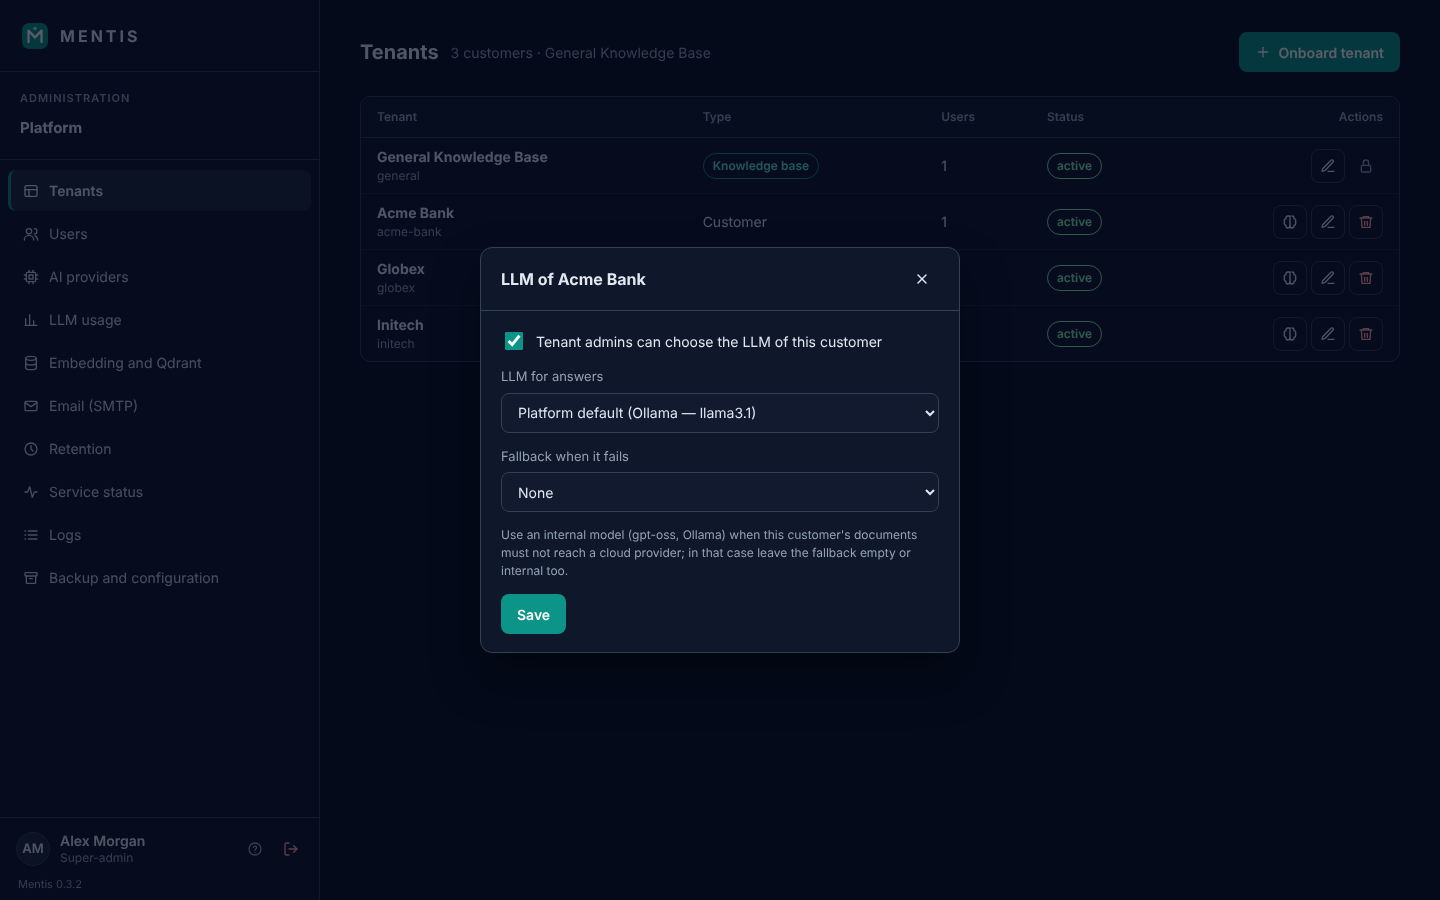 MENTIS
ADMINISTRATION
Platform
Tenants
Users
AI providers
LLM usage
Embedding and Qdrant
Email (SMTP)
Retention
Service status
Logs
Backup and configuration
AM
Alex Morgan
Super-admin
Mentis 0.3.2
Tenants 3 customers · General Knowledge Base
Onboard tenant
Tenant Type Users Status Actions
General Knowledge Base
general
Knowledge base 1 active
Acme Bank
acme-bank
Customer 1 active
Globex
globex
active
Initech
initech
active
LLM of Acme Bank
Tenant admins can choose the LLM of this customer
LLM for answers
Platform default (Ollama — llama3.1)
Fallback when it fails
None
Use an internal model (gpt-oss, Ollama) when this customer's documents
must not reach a cloud provider; in that case leave the fallback empty or
internal too.
Save